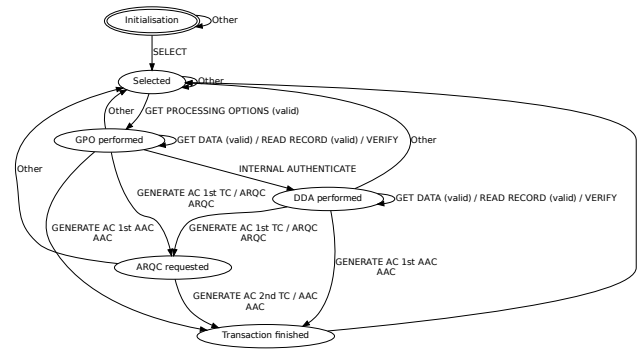 Initialisation
Other
SELECT
Selected
Other
Other
GET PROCESSING OPTIONS (valid)
GPO performed
GET DATA (valid) / READ RECORD (valid) / VERIFY
Other
Other
INTERNAL AUTHENTICATE
GENERATE AC 1st TC / ARQC
ARQC
DDA performed
GET DATA (valid) / READ RECORD (valid) / VERIFY
GENERATE AC 1st AAC
AAC
GENERATE AC 1st TC / ARQC
ARQC
ARQC requested
GENERATE AC 1st AAC
AAC
GENERATE AC 2nd TC / AAC
AAC
Transaction finished